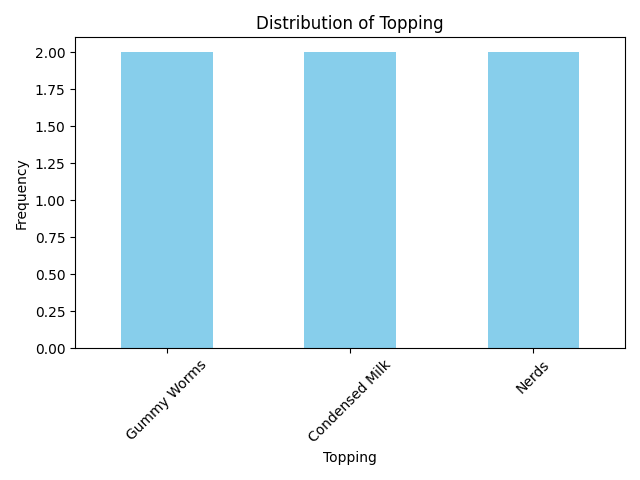 Distribution of Topping
2.00
1.75
1.50
1.25
1.00
0.75
0.50
0.25
0.00
Frequency
Gummy Worms
Condensed Milk
Nerds
Topping